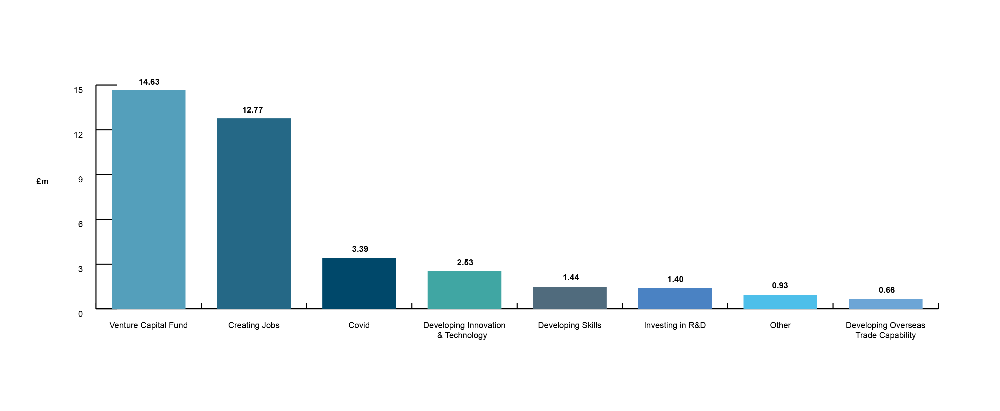 14.63
15
12.77
12
9
£m
6
3.39
3
2.53
1.44
1.40
0.93
0.66
0
Venture Capital Fund
Creating Jobs
Covid
Developing Innovation
& Technology
Developing Skills
Investing in R&D
Other
Developing Overseas
Trade Capability